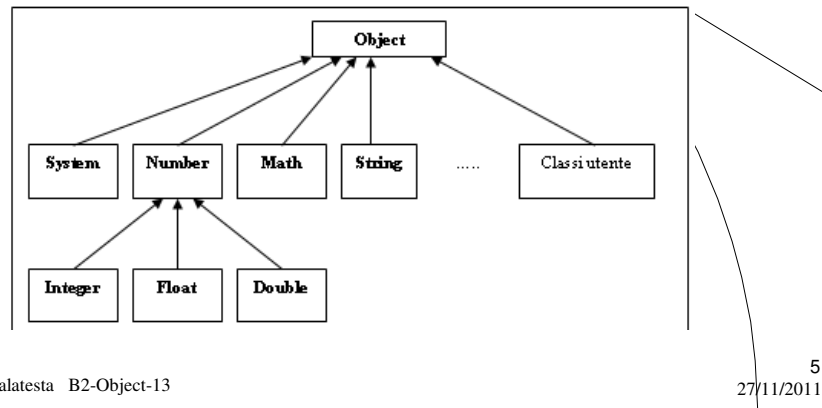 Object
System Number Math String ..... Classi utente
Integer Float Double
alatesta B2-Object-13
5
27/11/2011